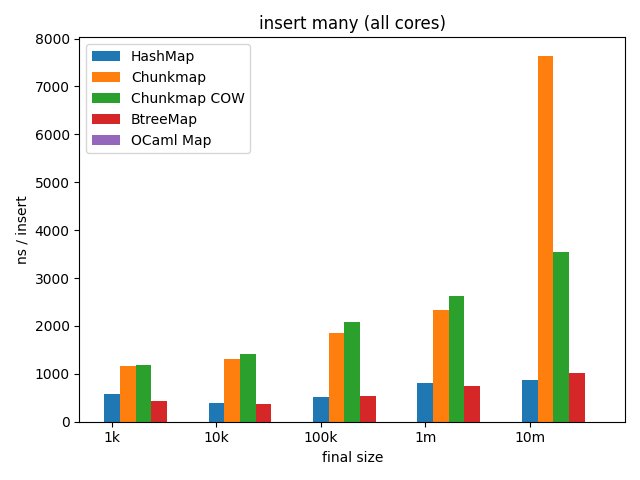 insert many (all cores)
HashMap
Chunkmap
Chunkmap COW
BtreeMap
OCaml Map
8000
7000
6000
5000
4000
3000
2000
1000
0
ns / insert
1k 10k 100k 1m 10m
final size